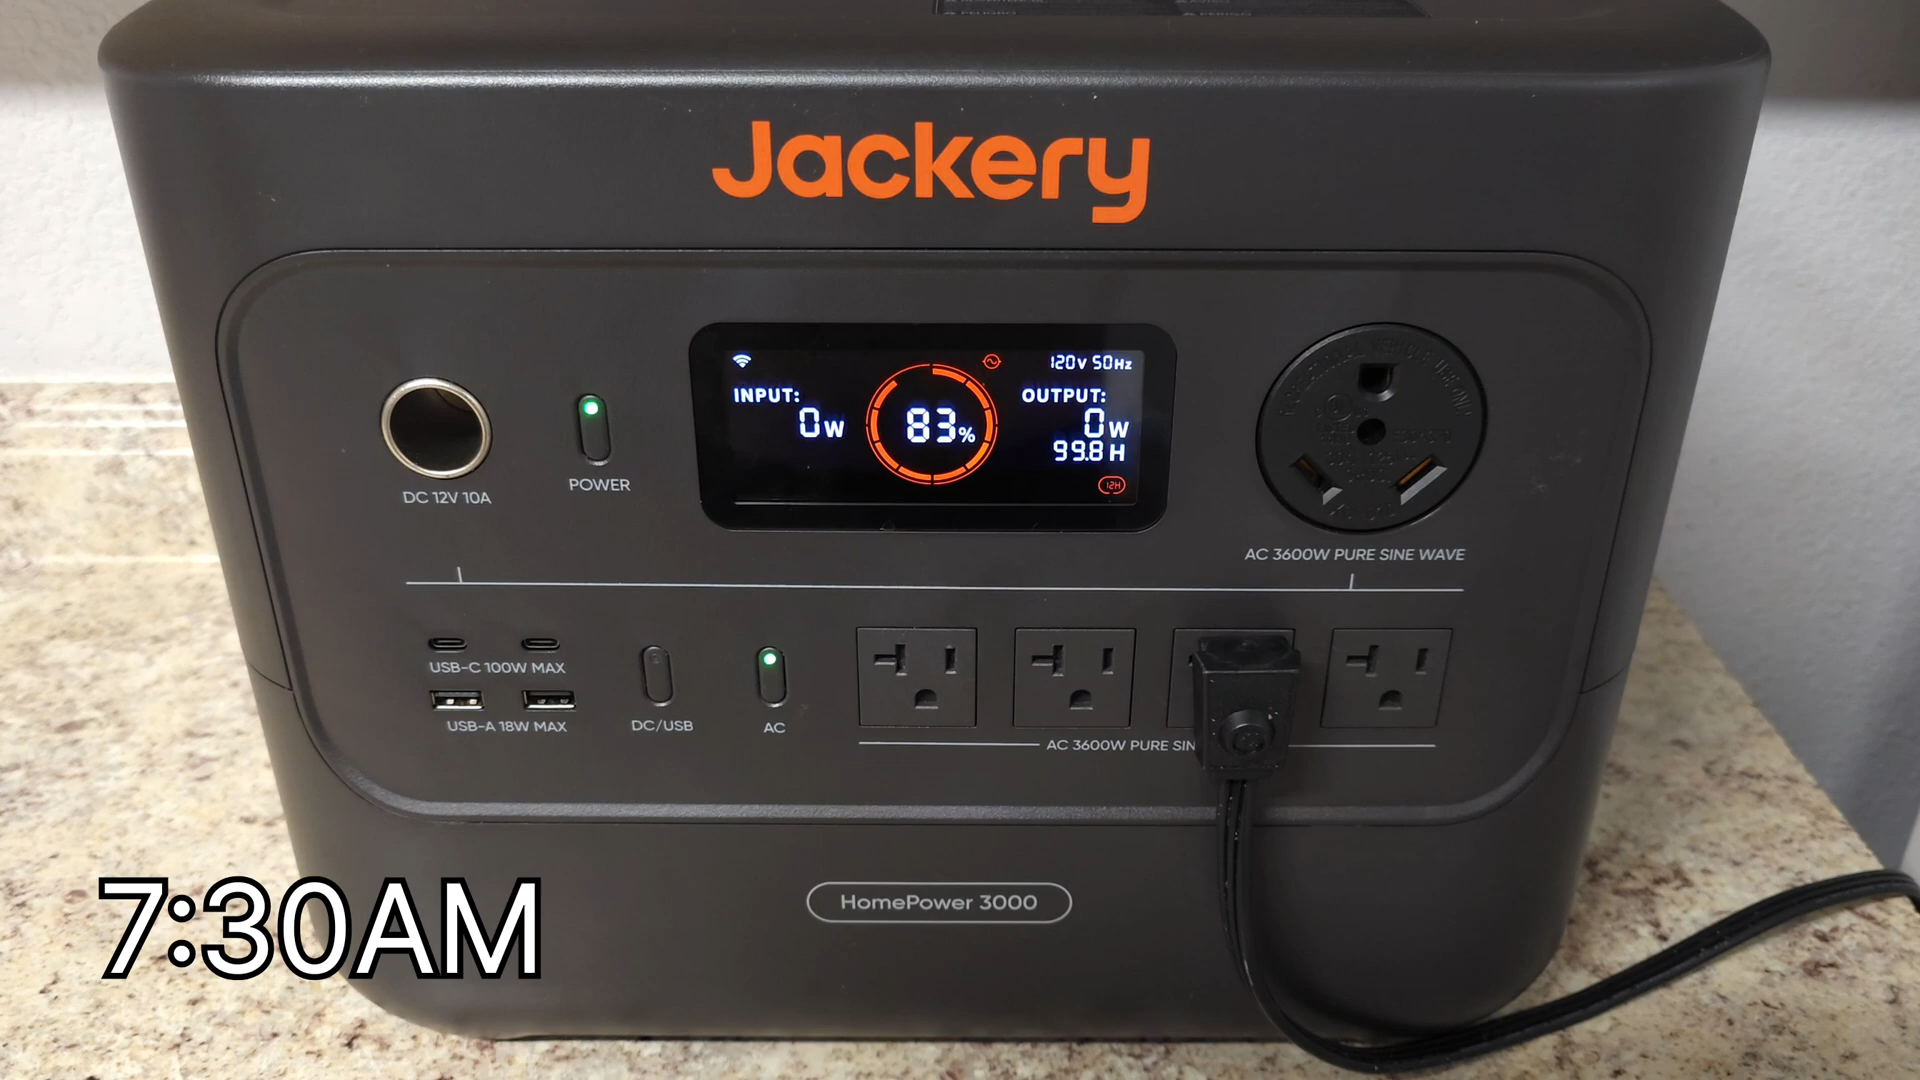 PELIGRO
Jackery
120V 50Hz
INPUT:
0W
83%
OUTPUT:
0W
99.8 H
12H
DC 12V 10A
POWER
AC 3600W PURE SINE WAVE
USB-C 100W MAX
USB-A 18W MAX
DC/USB
AC
AC 3600W PURE SIN
HomePower 3000
7:30AM